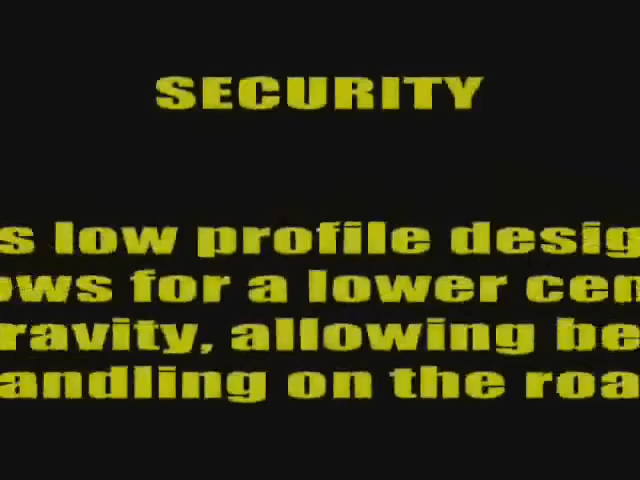 SECURITY
s low profile desig
ows for a lower cen
ravity, allowing be
andling on the roa